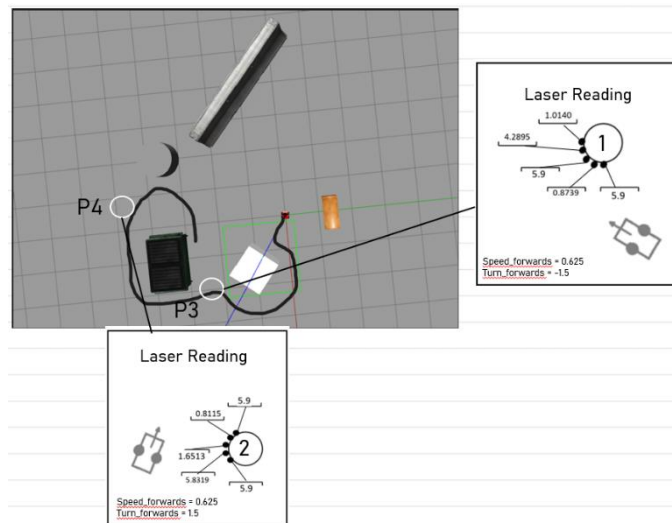 P4
P3
Laser Reading
1.0140
4.2895
1
5.9
0.8739
5.9
Speed_forwards = 0.625
Turn_forwards = -1.5
Laser Reading
5.9
0.8115
2
1.6513
5.8319
5.9
Speed_forwards = 0.625
Turn_forwards = 1.5